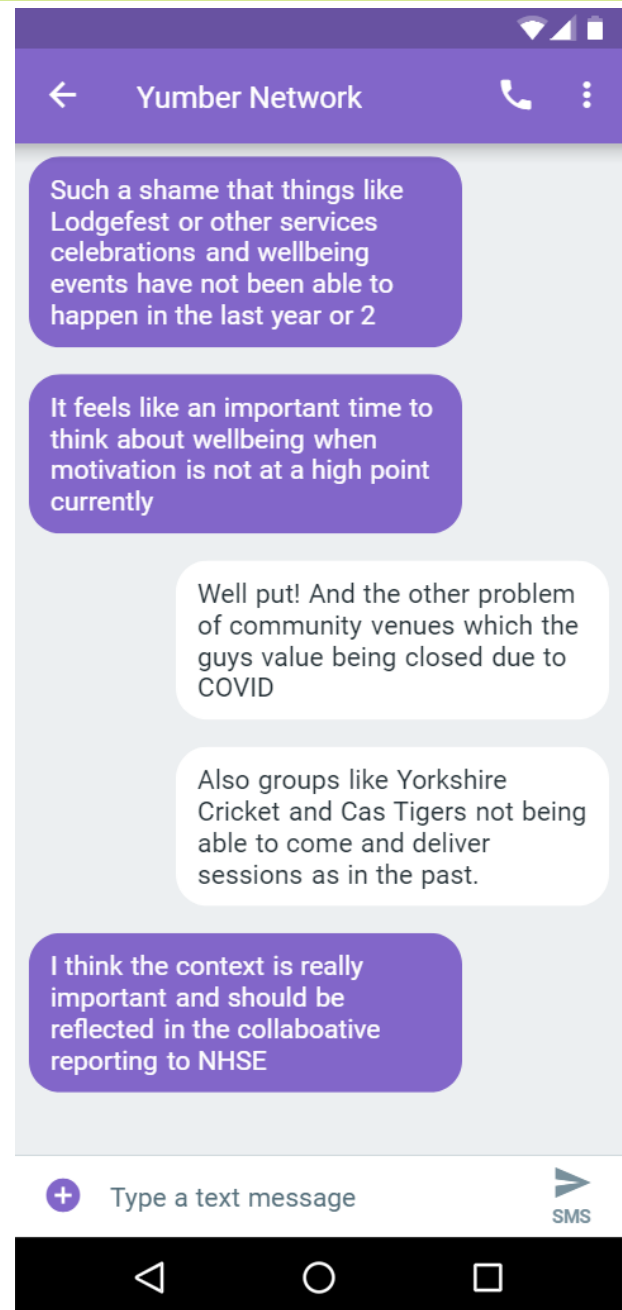 Yumber Network
Such a shame that things like
Lodgefest or other services
celebrations and wellbeing
events have not been able to
happen in the last year or 2
It feels like an important time to
think about wellbeing when
motivation is not at a high point
currently
Well put! And the other problem
of community venues which the
guys value being closed due to
COVID
Also groups like Yorkshire
Cricket and Cas Tigers not being
able to come and deliver
sessions as in the past.
I think the context is really
important and should be
reflected in the collaboative
reporting to NHSE
Type a text message
SMS